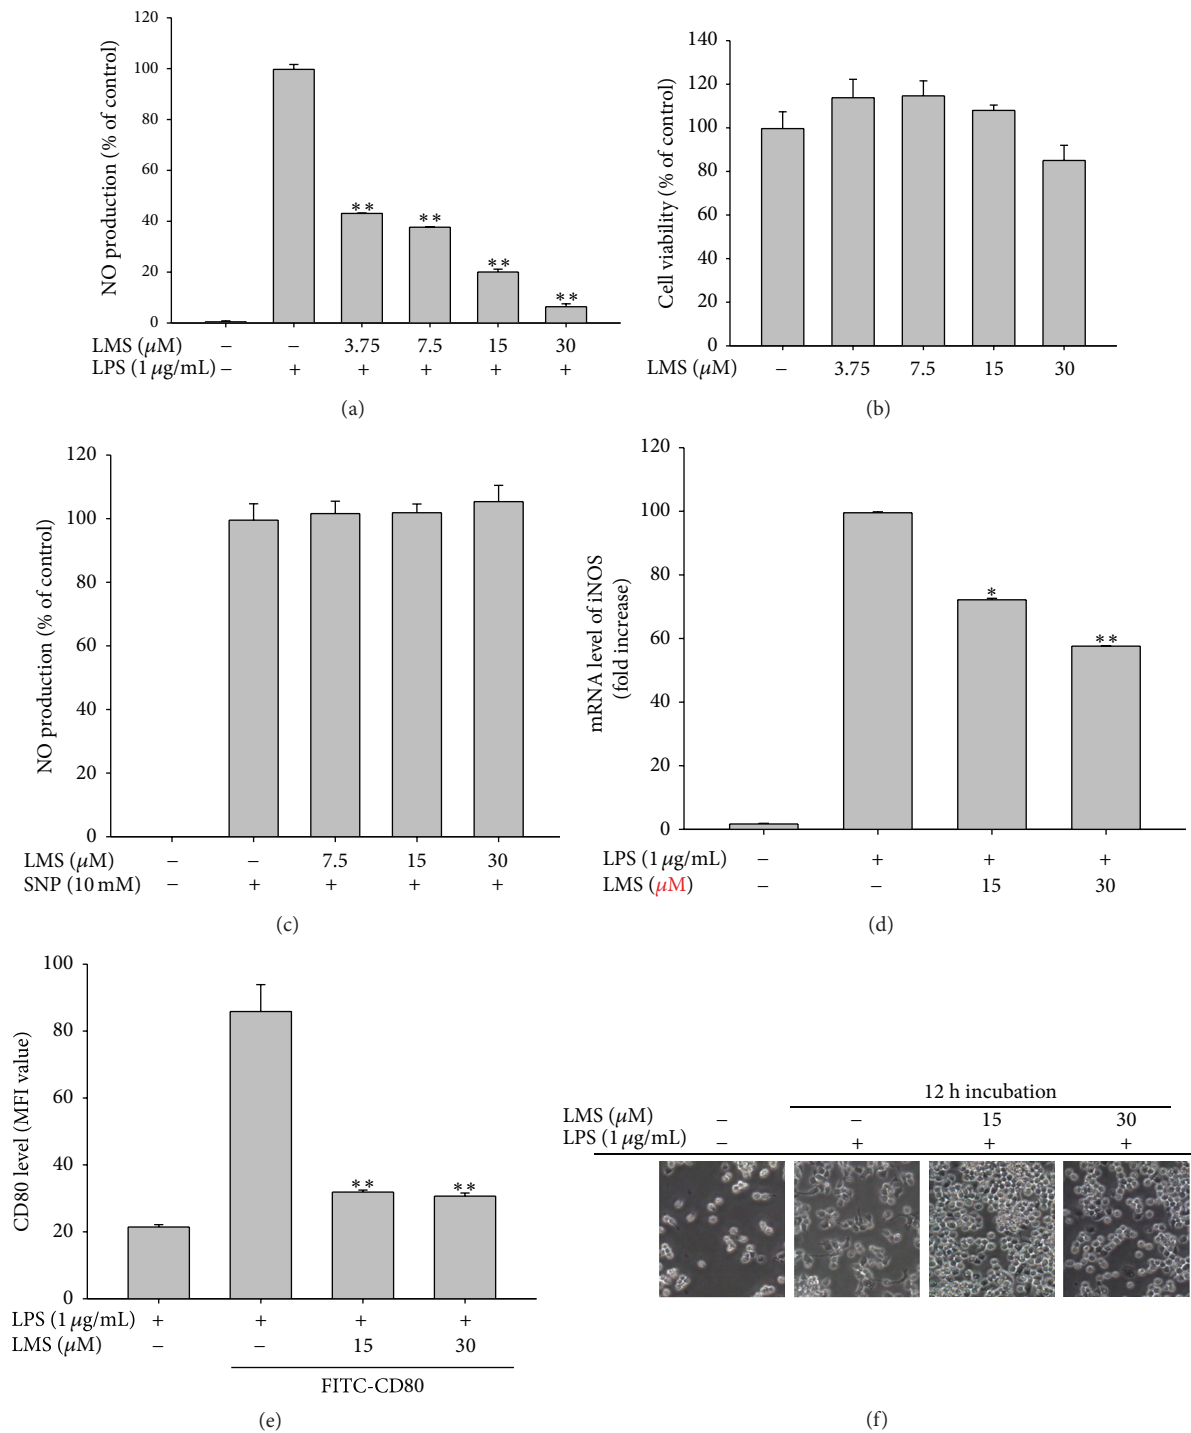 NO production (% of control)
120
100
80
60
40
20
0
**
**
**
**
LMS (μM) – – 3.75 7.5 15 30
LPS (1 μg/mL) – + + + + +
(a)
Cell viability (% of control)
140
120
100
80
60
40
20
0
LMS (μM) – 3.75 7.5 15 30
(b)
NO production (% of control)
120
100
80
60
40
20
0
LMS (μM) – – 7.5 15 30
SNP (10 mM) – + + + +
(c)
mRNA level of iNOS
(fold increase)
120
100
80
60
40
20
0
*
**
LPS (1 μg/mL) – + + +
LMS (μM) – – 15 30
(d)
CD80 level (MFI value)
100
80
60
40
20
0
**
**
LPS (1 μg/mL) + + + +
LMS (μM) – – 15 30
FITC-CD80
(e)
12 h incubation
LMS (μM) – – 15 30
LPS (1 μg/mL) – + + +
(f)